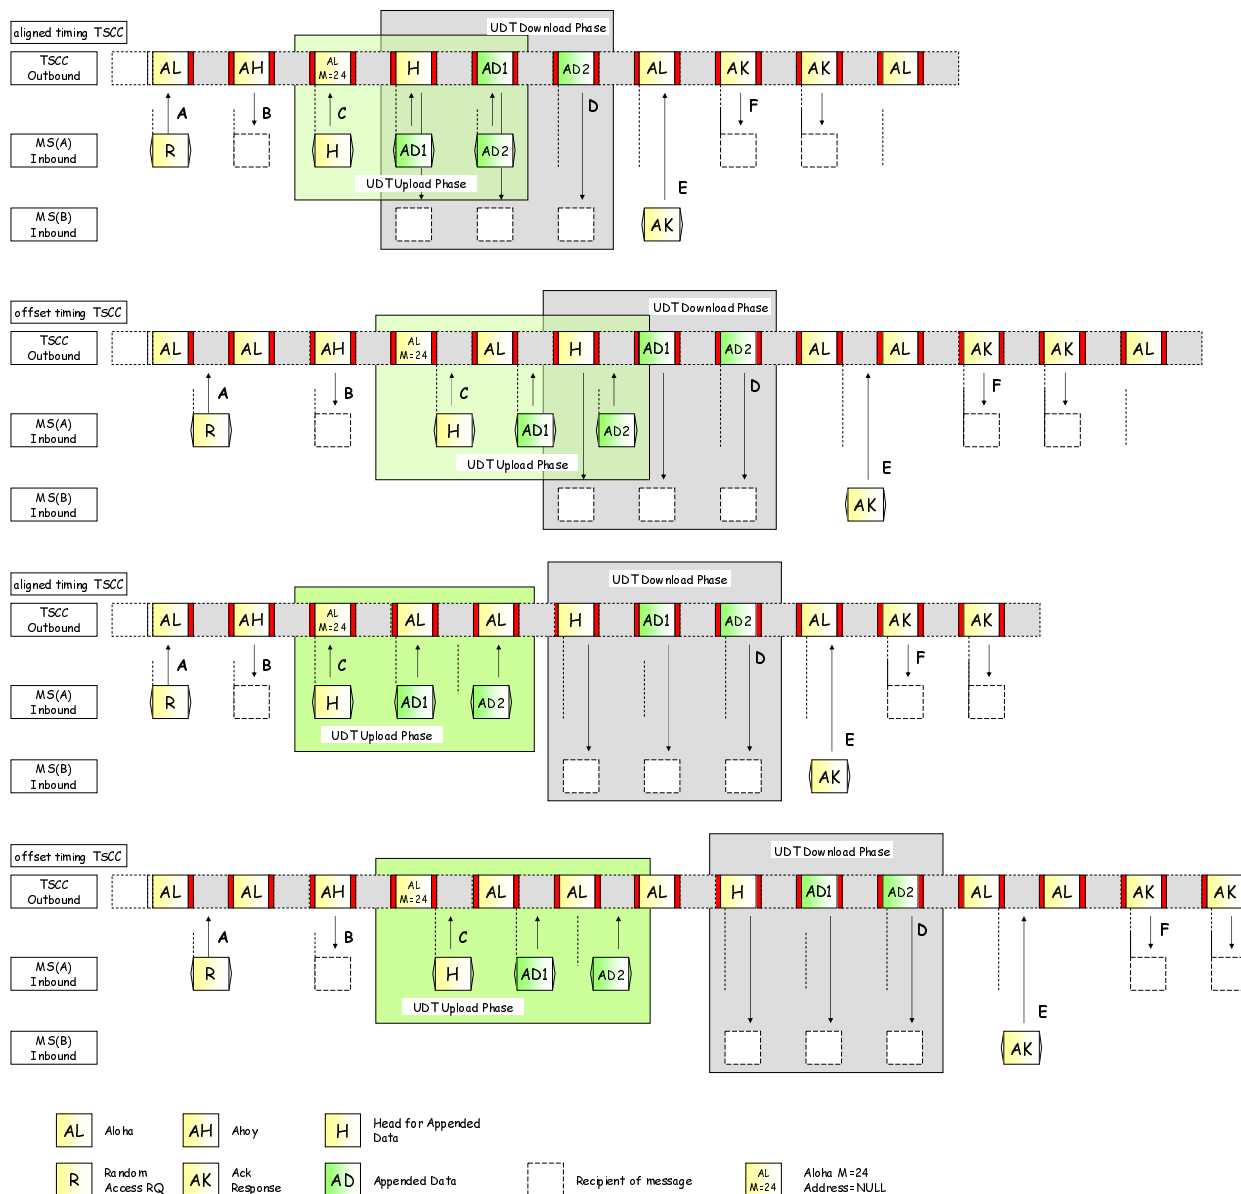 UDT Download Phase
aligned timing TSCC
TSCC Outbound
AL AH AL M=24 H AD1 AD2 AL AK AK AL
A B C D F
MS(A) Inbound
R H AD1 AD2
UDT Upload Phase
E
MS(B) Inbound
AK
UDT Download Phase
offset timing TSCC
TSCC Outbound
AL AL AH AL M=24 AL H AD1 AD2 AL AL AK AK AL
A B C D F
MS(A) Inbound
R H AD1 AD2
UDT Upload Phase
E
MS(B) Inbound
AK
UDT Download Phase
aligned timing TSCC
TSCC Outbound
AL AH AL M=24 AL AL H AD1 AD2 AL AK AK
A B C D F
MS(A) Inbound
R H AD1 AD2
UDT Upload Phase
E
MS(B) Inbound
AK
UDT Download Phase
offset timing TSCC
TSCC Outbound
AL AL AH AL M=24 AL AL AL H AD1 AD2 AL AL AK AK
A B C D F
MS(A) Inbound
R H AD1 AD2
UDT Upload Phase
E
MS(B) Inbound
AK
AL Aloha
AH Ahoy
H Head for Appended
Data
R Random
Access RQ
AK Ack
Response
AD Appended Data
Recipient of message
AL M=24 Aloha M=24
Address=NULL